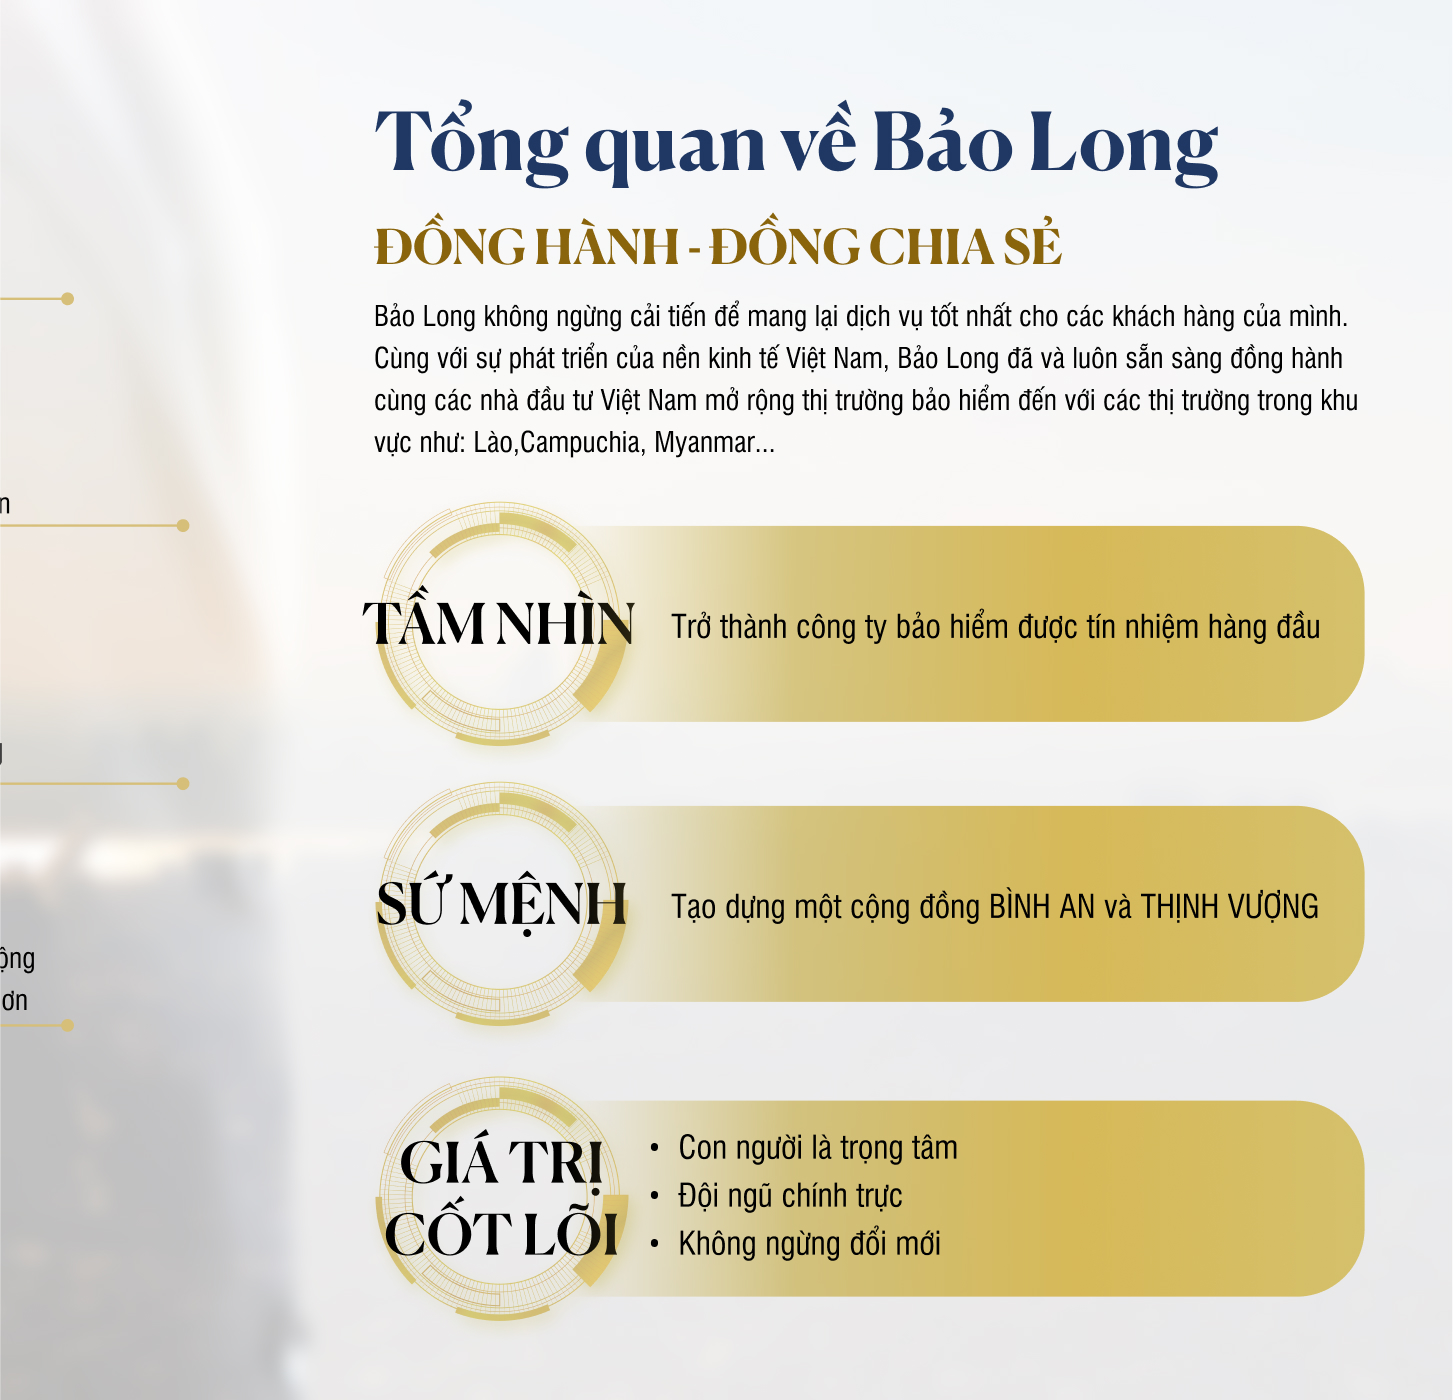 Tổng quan về Bảo Long
ĐỒNG HÀNH - ĐỒNG CHIA SẺ
Bảo Long không ngừng cải tiến để mang lại dịch vụ tốt nhất cho các khách hàng của mình.
Cùng với sự phát triển của nền kinh tế Việt Nam, Bảo Long đã và luôn sẵn sàng đồng hành
cùng các nhà đầu tư Việt Nam mở rộng thị trường bảo hiểm đến với các thị trường trong khu
vực như: Lào,Campuchia, Myanmar...
TẦM NHÌN
Trở thành công ty bảo hiểm được tín nhiệm hàng đầu
SỨ MỆNH
Tạo dựng một cộng đồng BÌNH AN và THỊNH VƯỢNG
GIÁ TRỊ
CỐT LÕI
• Con người là trọng tâm
• Đội ngũ chính trực
• Không ngừng đổi mới